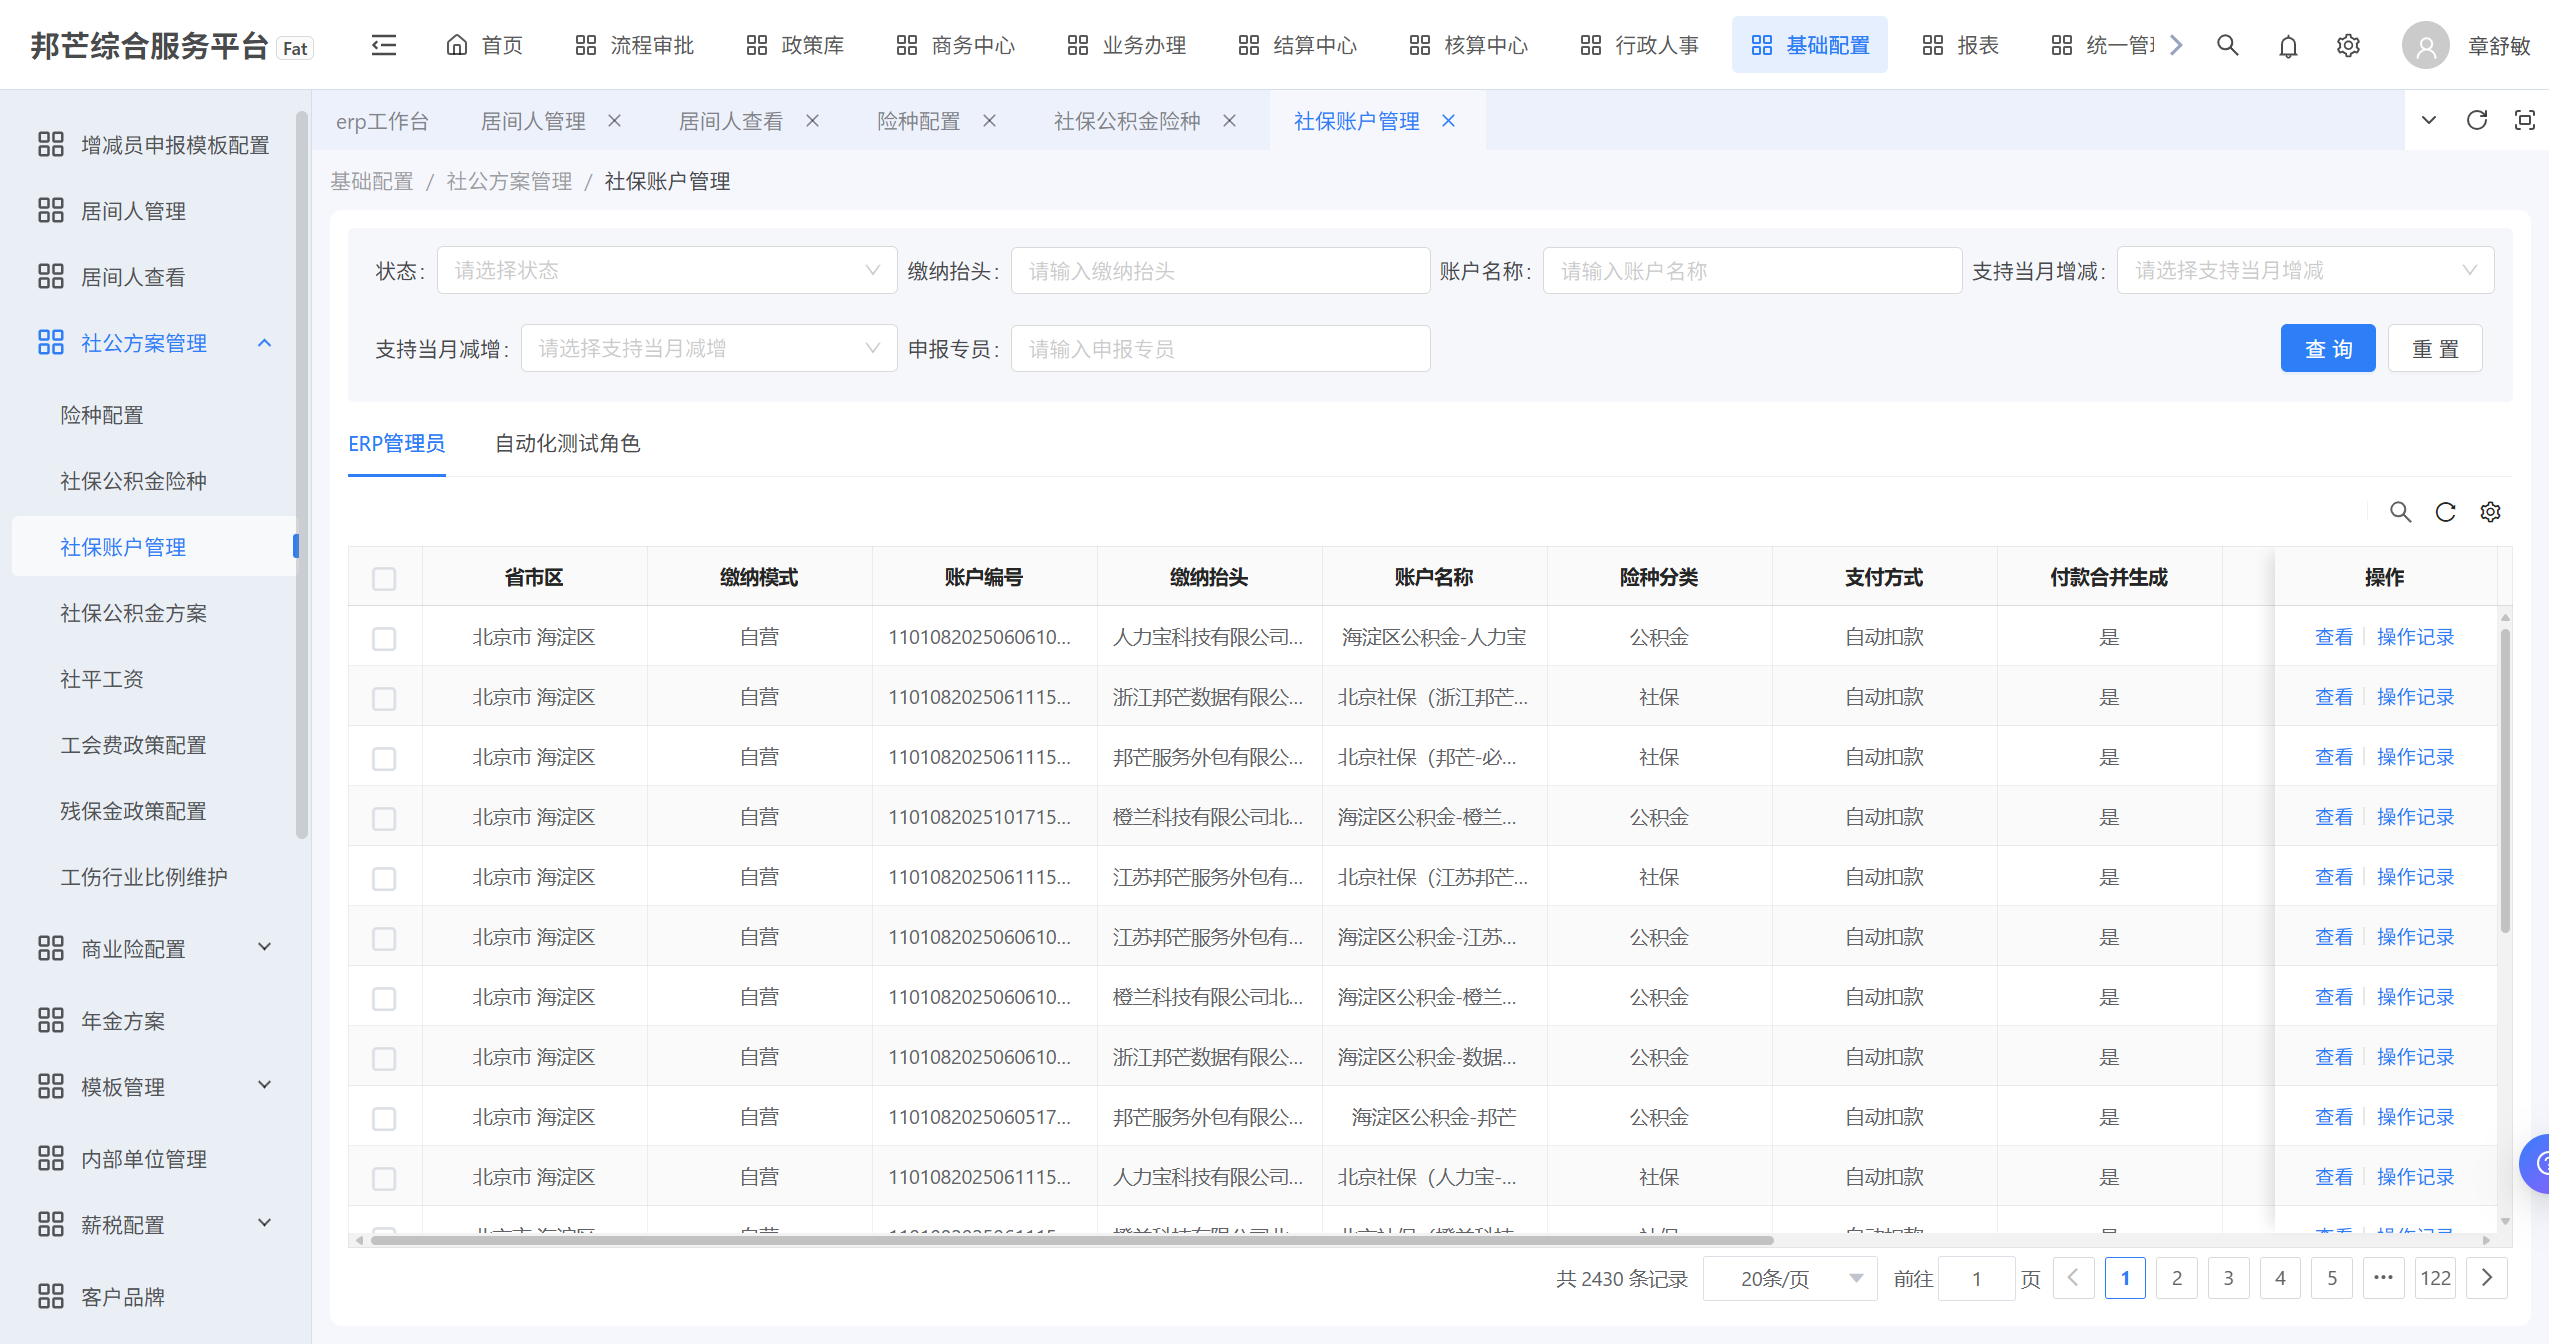 邦芒综合服务平台 Fat
首页 流程审批 政策库 商务中心 业务办理 结算中心 核算中心 行政人事 基础配置 报表 统一管 章舒敏
erp工作台 居间人管理 居间人查看 险种配置 社保公积金险种 社保账户管理
基础配置 / 社公方案管理 / 社保账户管理
增减员申报模板配置
居间人管理
居间人查看
社公方案管理
险种配置
社保公积金险种
社保账户管理
社保公积金方案
社平工资
工会费政策配置
残保金政策配置
工伤行业比例维护
商业险配置
年金方案
模板管理
内部单位管理
薪税配置
客户品牌
状态: 请选择状态 缴纳抬头: 请输入缴纳抬头 账户名称: 请输入账户名称 支持当月增减: 请选择支持当月增减
支持当月减增: 请选择支持当月减增 申报专员: 请输入申报专员 查 询 重 置
ERP管理员 自动化测试角色
省市区 缴纳模式 账户编号 缴纳抬头 账户名称 险种分类 支付方式 付款合并生成 操作
北京市 海淀区 自营 1101082025060610... 人力宝科技有限公司... 海淀区公积金-人力宝 公积金 自动扣款 是 查看 操作记录
北京市 海淀区 自营 1101082025061115... 浙江邦芒数据有限公... 北京社保（浙江邦芒... 社保 自动扣款 是 查看 操作记录
北京市 海淀区 自营 1101082025061115... 邦芒服务外包有限公... 北京社保（邦芒-必... 社保 自动扣款 是 查看 操作记录
北京市 海淀区 自营 1101082025101715... 橙兰科技有限公司北... 海淀区公积金-橙兰... 公积金 自动扣款 是 查看 操作记录
北京市 海淀区 自营 1101082025061115... 江苏邦芒服务外包有... 北京社保（江苏邦芒... 社保 自动扣款 是 查看 操作记录
北京市 海淀区 自营 1101082025060610... 江苏邦芒服务外包有... 海淀区公积金-江苏... 公积金 自动扣款 是 查看 操作记录
北京市 海淀区 自营 1101082025060610... 橙兰科技有限公司北... 海淀区公积金-橙兰... 公积金 自动扣款 是 查看 操作记录
北京市 海淀区 自营 1101082025060610... 浙江邦芒数据有限公... 海淀区公积金-数据... 公积金 自动扣款 是 查看 操作记录
北京市 海淀区 自营 1101082025060517... 邦芒服务外包有限公... 海淀区公积金-邦芒 公积金 自动扣款 是 查看 操作记录
北京市 海淀区 自营 1101082025061115... 人力宝科技有限公司... 北京社保（人力宝-... 社保 自动扣款 是 查看 操作记录
共 2430 条记录 20条/页 前往 1 页 1 2 3 4 5 ••• 122